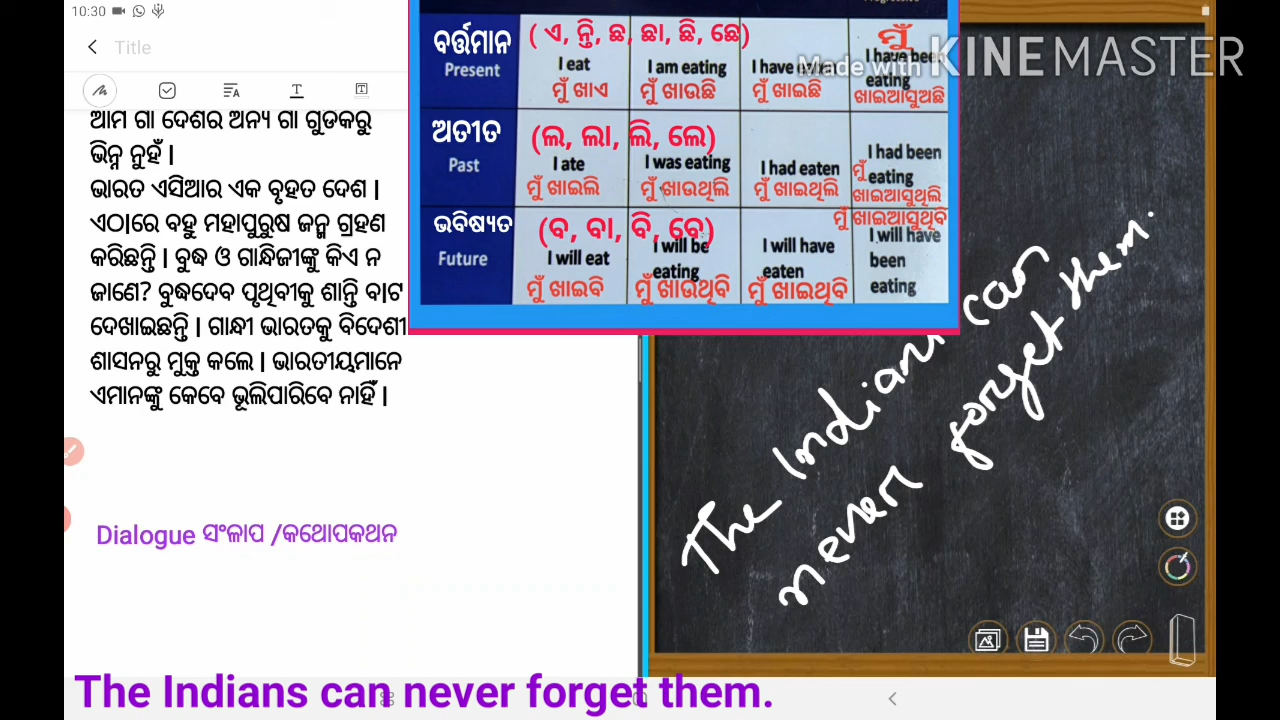 10:30
Title
ଆମ ଗାଁ ଦେଶର ଅନ୍ୟ ଗାଁ ଗୁଡିକରୁ
ଭିନ୍ନ ନୁହଁ |
ଭାରତ ଏସିଆର ଏକ ବୃହତ ଦେଶ |
ଏଠାରେ ବହୁ ମହାପୁରୁଷ ଜନ୍ମ ଗ୍ରହଣ
କରିଛନ୍ତି | ବୁଦ୍ଧ ଓ ଗାନ୍ଧିଜୀଙ୍କୁ କିଏ ନ
ଜାଣେ? ବୁଦ୍ଧଦେବ ପୃଥିବୀକୁ ଶାନ୍ତି ବାଟ
ଦେଖାଇଛନ୍ତି | ଗାନ୍ଧୀ ଭାରତକୁ ବିଦେଶୀ
ଶାସନରୁ ମୁକ୍ତ କଲେ | ଭାରତୀୟମାନେ
ଏମାନଙ୍କୁ କେବେ ଭୂଲିପାରିବେ ନାହିଁ |
Dialogue ସଂଳାପ /କଥୋପକଥନ
ବର୍ତ୍ତମାନ (ଏ, ନ୍ତି, ଛ, ଛା, ଛି, ଛେ) ମୁଁ
Present I eat I am eating I have I have been eating
ମୁଁ ଖାଏ ମୁଁ ଖାଉଛି ମୁଁ ଖାଇଛି ଖାଇଆସୁଅଛି
ଅତୀତ (ଲ, ଲା, ଲି, ଲେ)
Past I ate I was eating I had eaten I had been eating
ମୁଁ ଖାଇଲି ମୁଁ ଖାଉଥିଲି ମୁଁ ଖାଇଥିଲି ମୁଁ ଖାଇଆସୁଥିଲି
ଭବିଷ୍ୟତ (ବ, ବା, ବି, ବେ) ମୁଁ ଖାଇଆସୁଥିବି
Future I will eat I will be eating I will have eaten I will have been eating
ମୁଁ ଖାଇବି ମୁଁ ଖାଉଥିବି ମୁଁ ଖାଇଥିବି
Made with KINEMASTER
The Indians can
never forget them.
The Indians can never forget them.